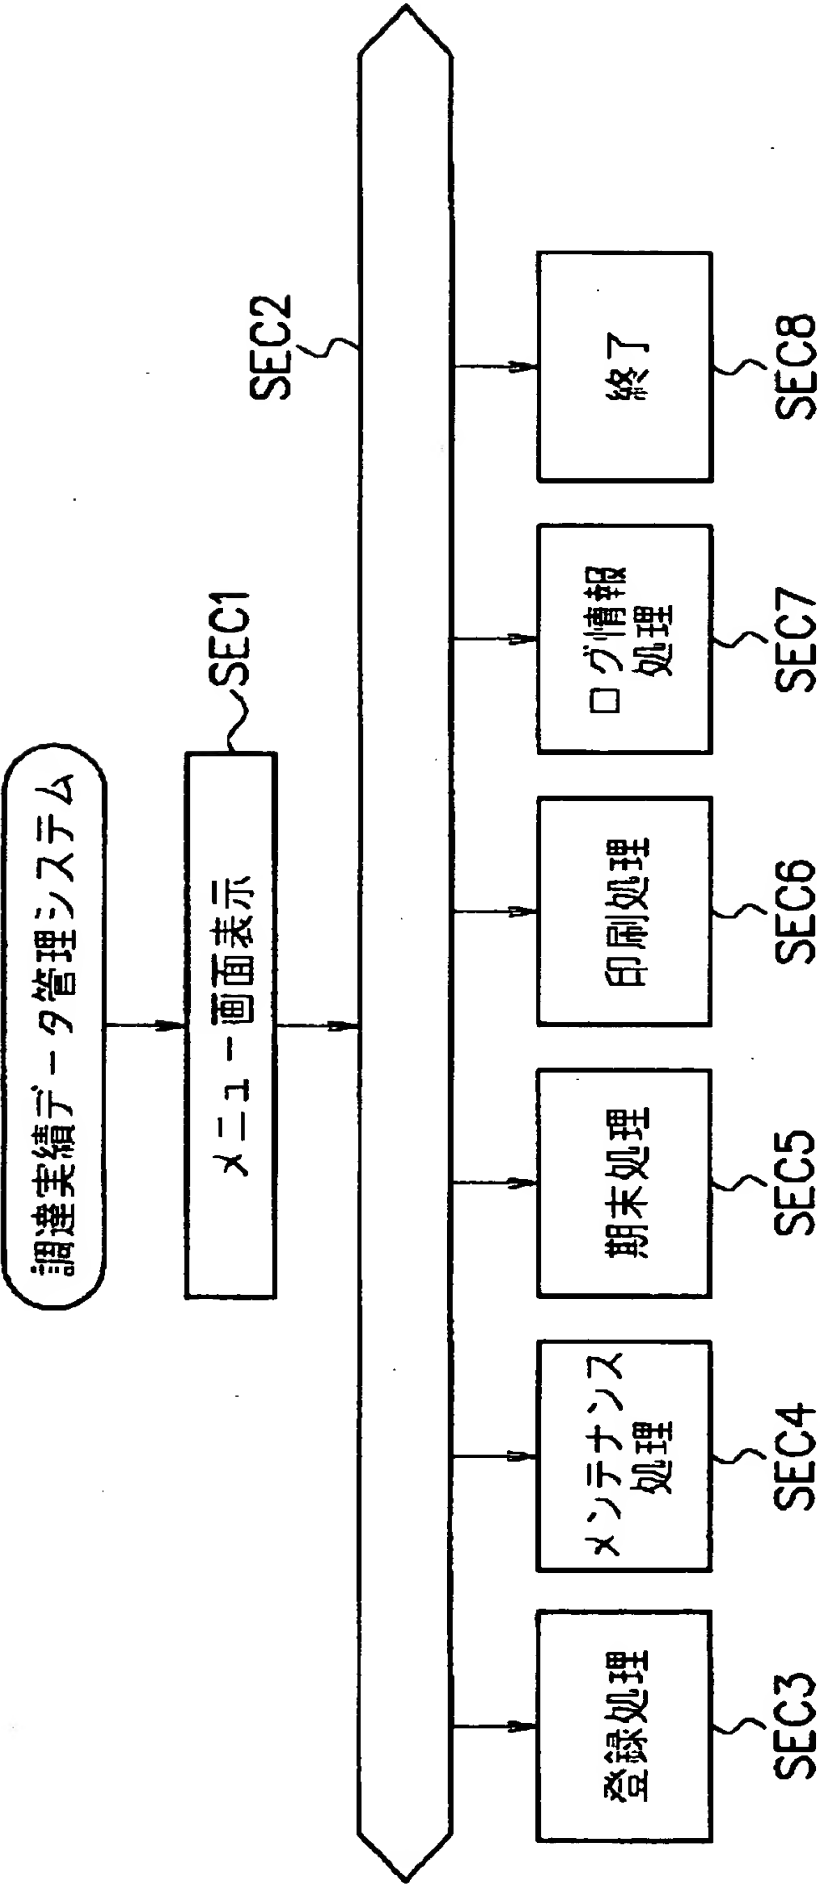 調達実績データ管理システム
メニュー画面表示
SEC1
SEC2
登録処理
メンテナンス
処理
期末処理
印刷処理
ログ情報
処理
終了
SEC3
SEC4
SEC5
SEC6
SEC7
SEC8